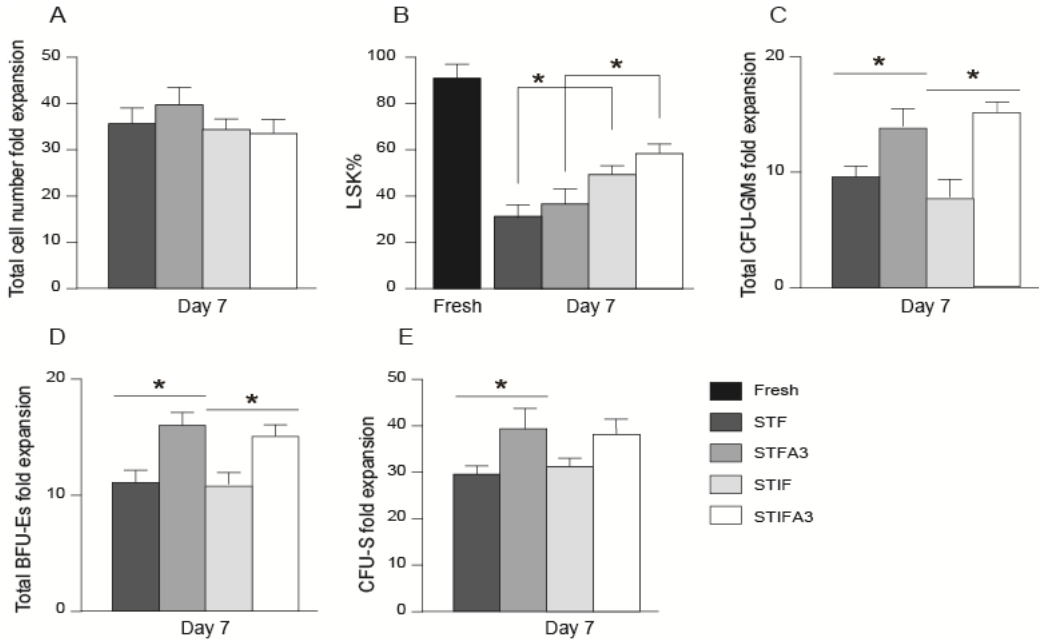 A
Total cell number fold expansion
50
40
30
20
10
0
Day 7
B
LSK%
100
80
60
40
20
0
*
*
Fresh
Day 7
C
Total CFU-GMs fold expansion
20
10
0
*
*
Day 7
D
Total BFU-Es fold expansion
20
10
0
*
*
Day 7
E
CFU-S fold expansion
50
40
30
20
10
0
*
Day 7
Fresh
STF
STFA3
STIF
STIFA3